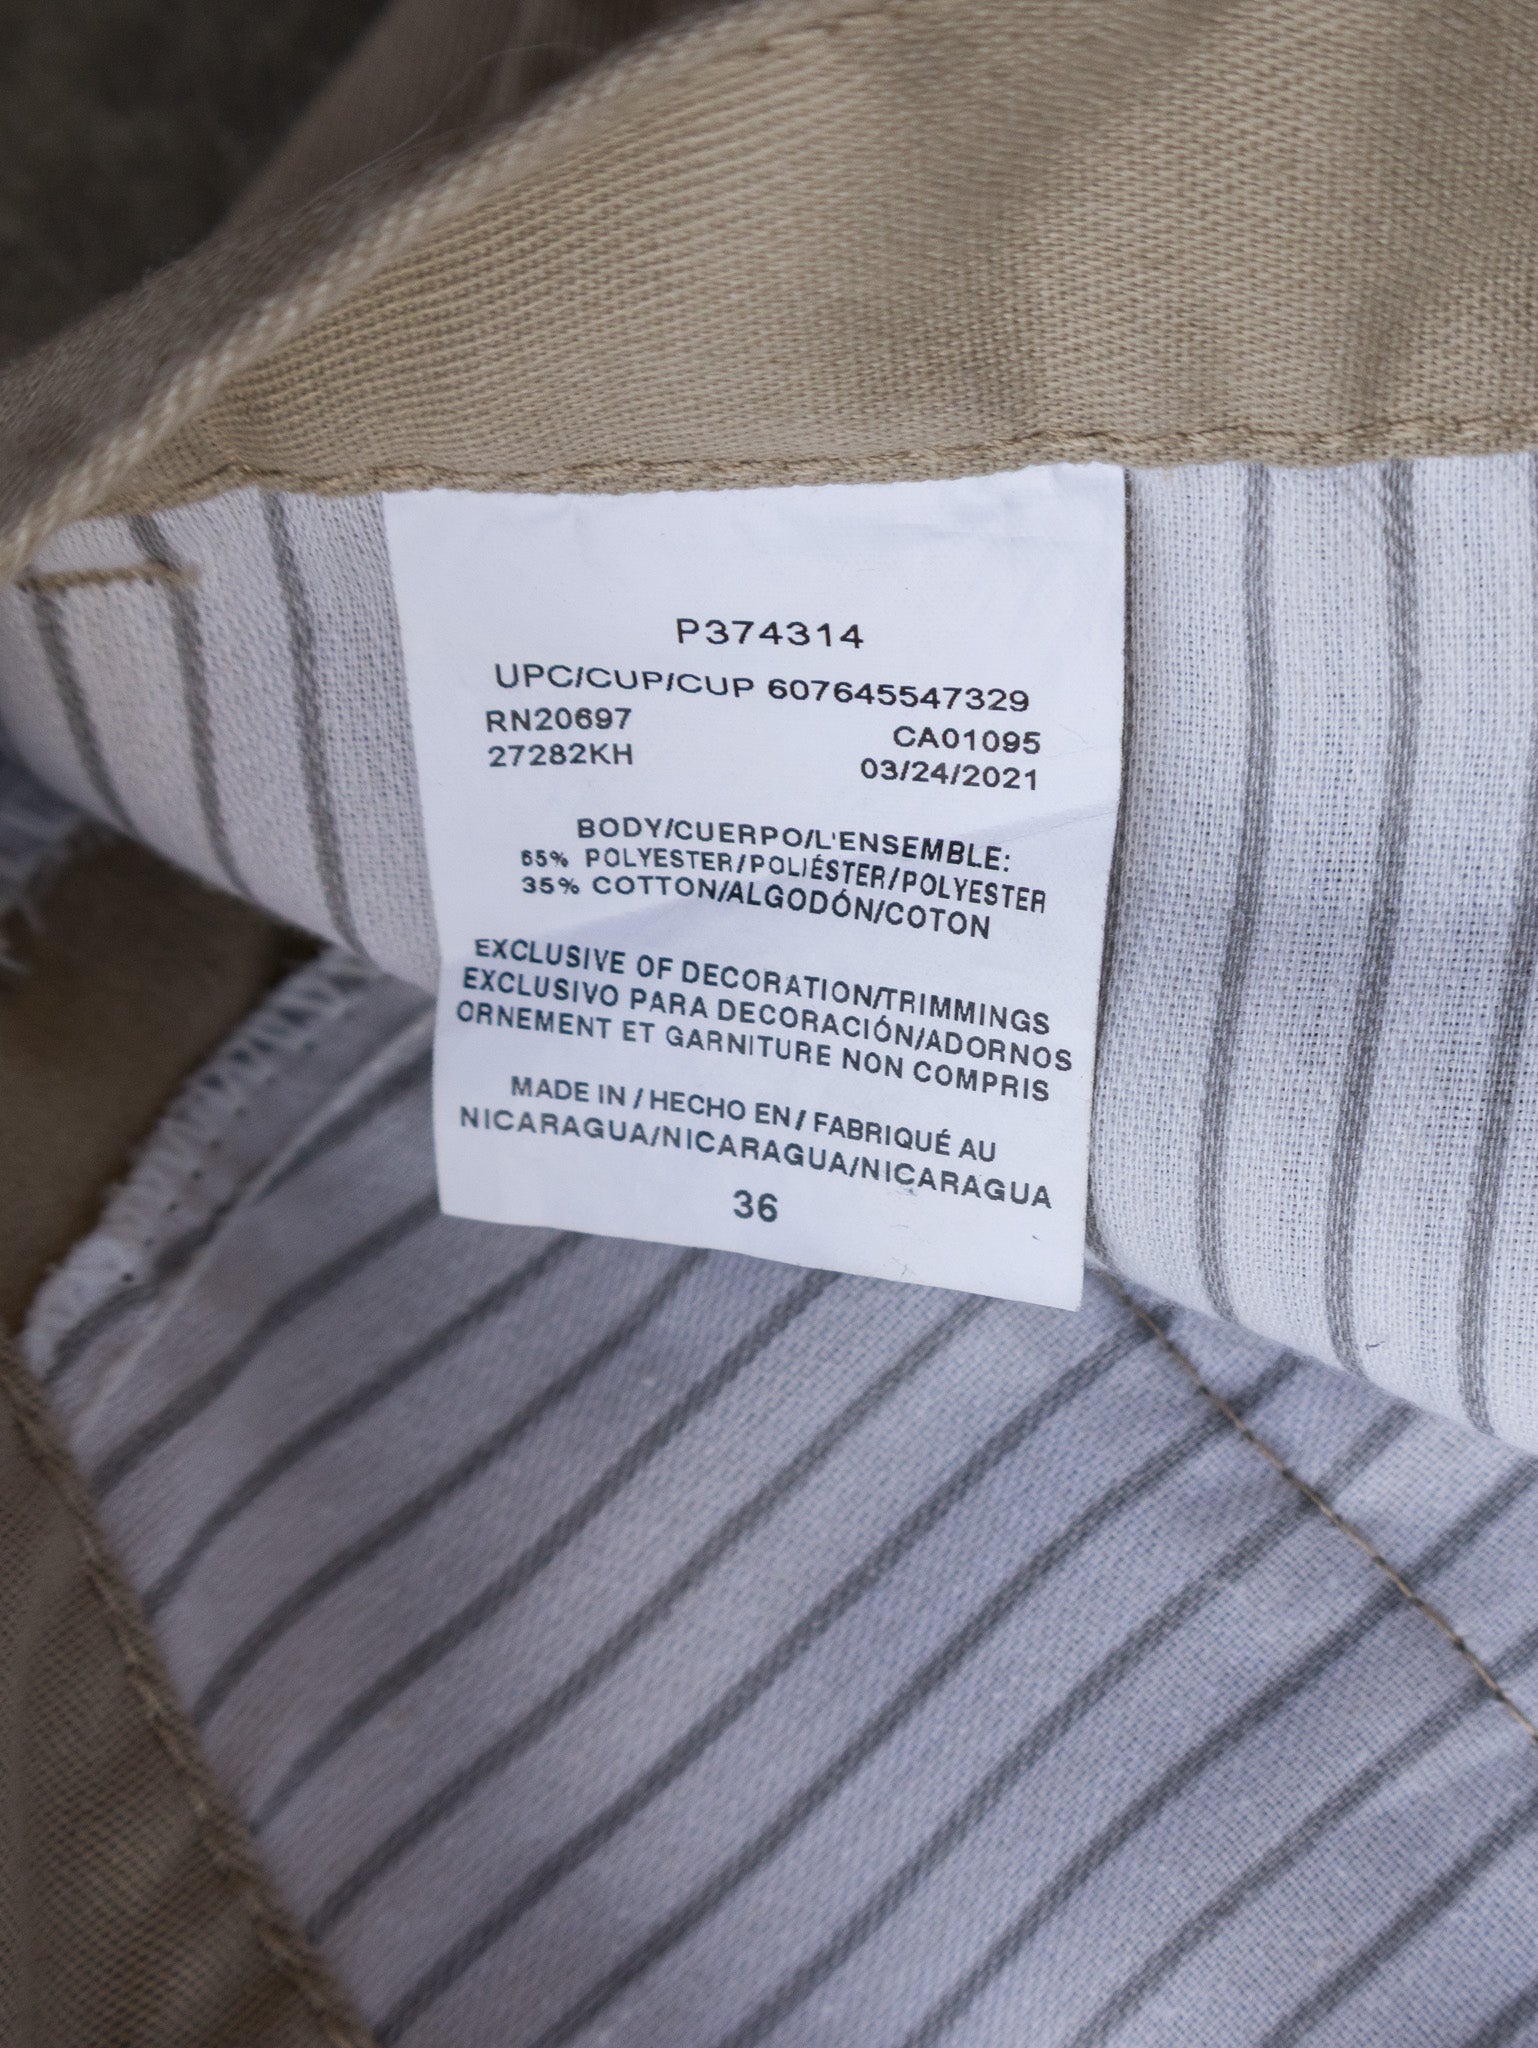 P374314
UPC/CUP/CUP 607645547329
RN20697 CA01095
27282KH 03/24/2021
BODY/CUERPO/L'ENSEMBLE:
65% POLYESTER/POLIÉSTER/POLYESTER
35% COTTON/ALGODÓN/COTON
EXCLUSIVE OF DECORATION/TRIMMINGS
EXCLUSIVO PARA DECORACIÓN/ADORNOS
ORNEMENT ET GARNITURE NON COMPRIS
MADE IN / HECHO EN / FABRIQUÉ AU
NICARAGUA/NICARAGUA/NICARAGUA
36